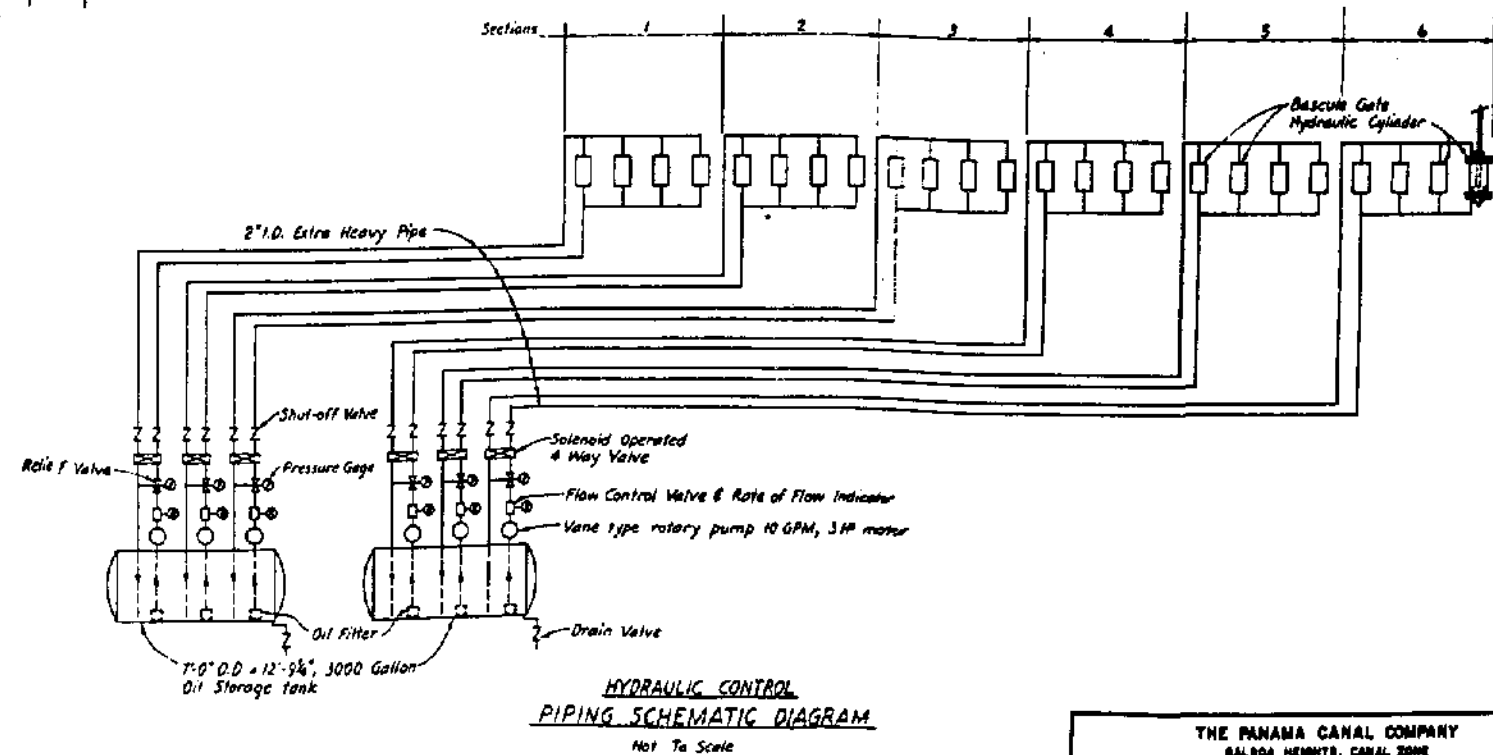 Sections 1 2 3 4 5 6
Bascule Gate
Hydraulic Cylinder
2" I.D. Extra Heavy Pipe
Shut-off Valve
Relief Valve
Pressure Gage
Solenoid Operated
4 Way Valve
Flow Control Valve & Rate of Flow Indicator
Vane type rotary pump 10 GPM, 3 HP motor
Oil Filter
Drain Valve
7'-0" O.D x 12'-9¼", 3000 Gallon
Oil Storage tank
HYDRAULIC CONTROL
PIPING SCHEMATIC DIAGRAM
Not To Scale
THE PANAMA CANAL COMPANY
BALBOA HEIGHTS, CANAL ZONE